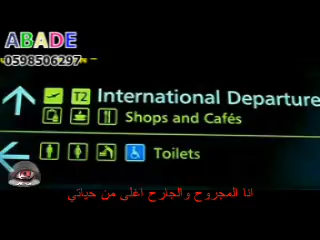 ABADE
0598506297
T2 International Departure
Shops and Cafés
Toilets
انا المجروح والجارح اغلى من حياتي